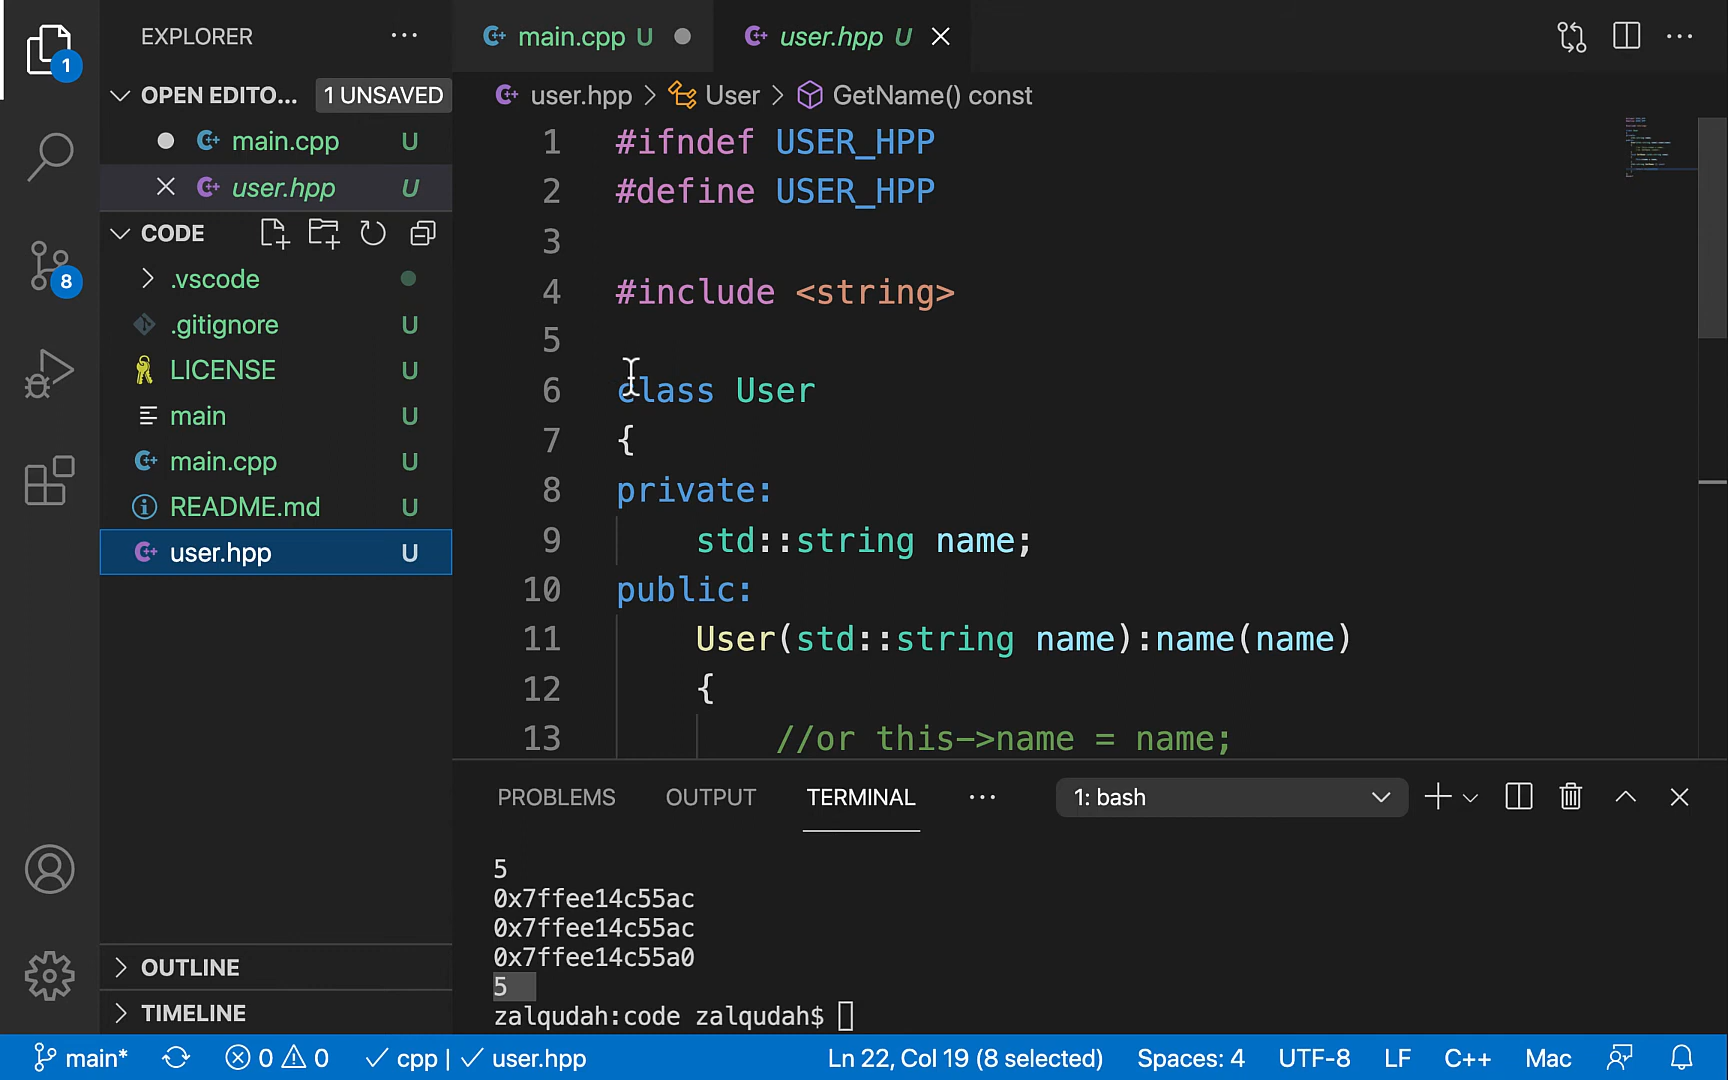 EXPLORER
main.cpp U
user.hpp U
1
OPEN EDITO... 1 UNSAVED
main.cpp U
user.hpp U
CODE
.vscode
.gitignore U
LICENSE U
main U
main.cpp U
README.md U
user.hpp U
8
OUTLINE
TIMELINE
user.hpp > User > GetName() const
1 #ifndef USER_HPP
2 #define USER_HPP
3
4 #include <string>
5
6 class User
7 {
8 private:
9 std::string name;
10 public:
11 User(std::string name):name(name)
12 {
13 //or this->name = name;
PROBLEMS OUTPUT TERMINAL ... 1: bash
5
0x7ffee14c55ac
0x7ffee14c55ac
0x7ffee14c55a0
5
zalqudah:code zalqudah$
main* 0 0 cpp | user.hpp Ln 22, Col 19 (8 selected) Spaces: 4 UTF-8 LF C++ Mac